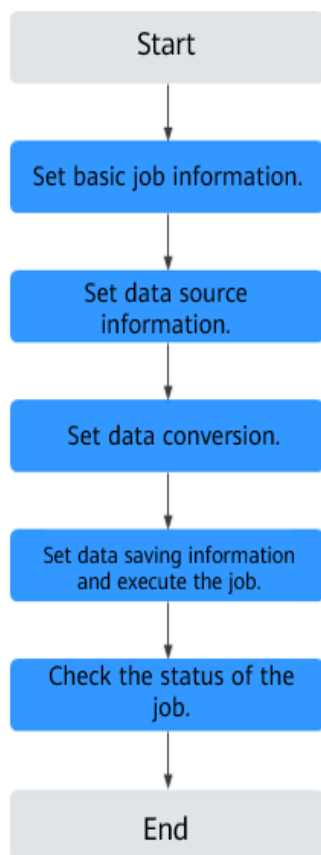 Start
Set basic job information.
Set data source
information.
Set data conversion.
Set data saving information
and execute the job.
Check the status of the
job.
End